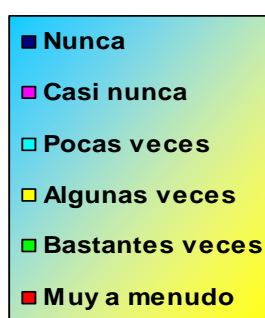 Nunca
Casi nunca
Pocas veces
Algunas veces
Bastantes veces
Muy a menudo